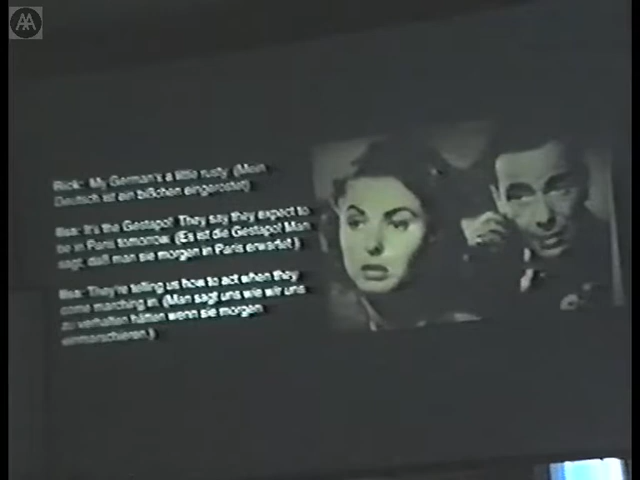 AA
Rick: My German's a little rusty. (Mein
Deutsch ist ein bißchen eingerostet)
Ilsa: It's the Gestapo! They say they expect to
be in Paris tomorrow. (Es ist die Gestapo! Man
sagt, daß man sie morgen in Paris erwartet.)
Ilsa: They're telling us how to act when they
come marching in. (Man sagt uns wie wir uns
zu verhalten hätten wenn sie morgen
einmarschieren.)